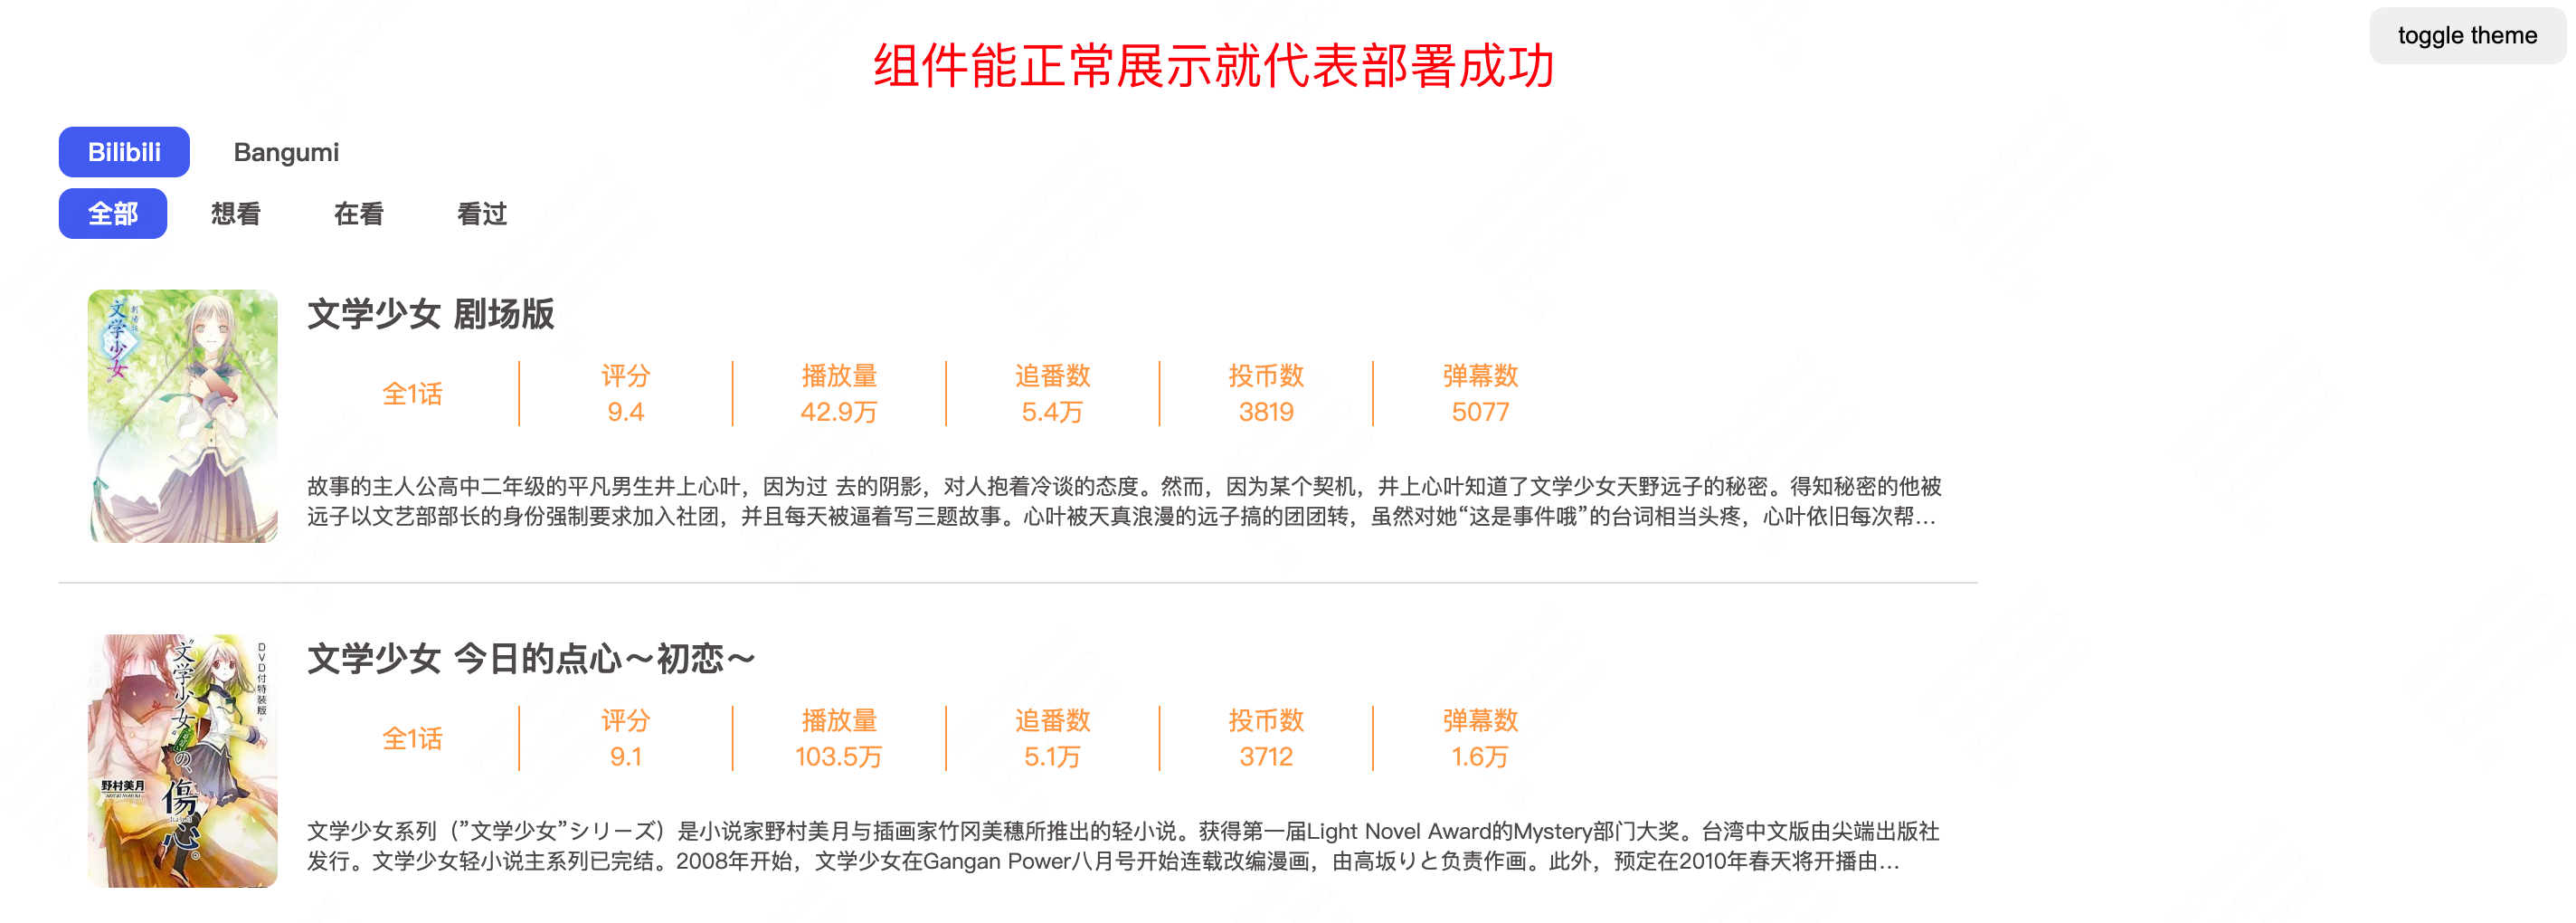 组件能正常展示就代表部署成功
toggle theme
Bilibili
Bangumi
全部
想看
在看
看过
文学少女
文学少女 剧场版
全1话
评分
9.4
播放量
42.9万
追番数
5.4万
投币数
3819
弹幕数
5077
故事的主人公高中二年级的平凡男生井上心叶，因为过 去的阴影，对人抱着冷谈的态度。然而，因为某个契机，井上心叶知道了文学少女天野远子的秘密。得知秘密的他被
远子以文艺部部长的身份强制要求加入社团，并且每天被逼着写三题故事。心叶被天真浪漫的远子搞的团团转，虽然对她“这是事件哦”的台词相当头疼，心叶依旧每次帮...
DVD付特装版。
野村美月
傷心。
文学少女 今日的点心～初恋～
全1话
评分
9.1
播放量
103.5万
追番数
5.1万
投币数
3712
弹幕数
1.6万
文学少女系列（”文学少女”シリーズ）是小说家野村美月与插画家竹冈美穗所推出的轻小说。获得第一届Light Novel Award的Mystery部门大奖。台湾中文版由尖端出版社
发行。文学少女轻小说主系列已完结。2008年开始，文学少女在Gangan Power八月号开始连载改编漫画，由高坂りと负责作画。此外，预定在2010年春天将开播由...